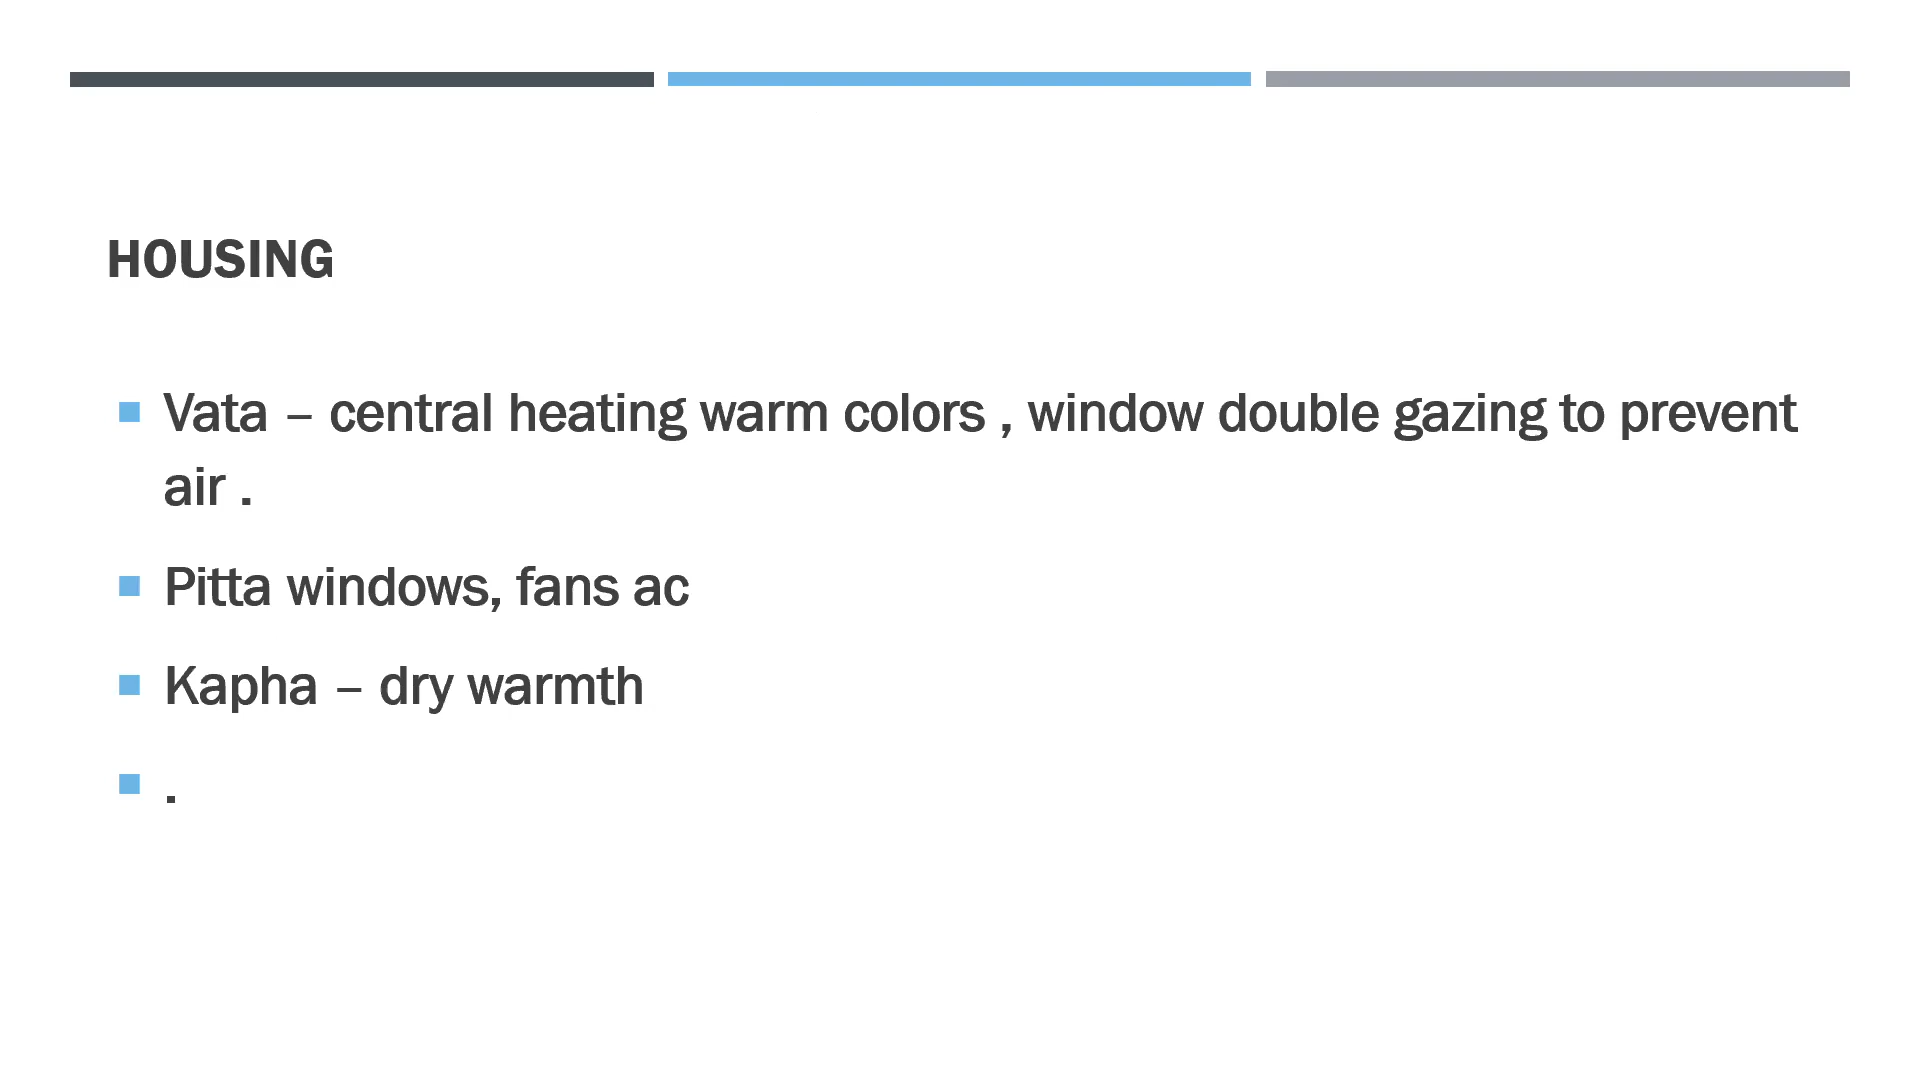 HOUSING
Vata – central heating warm colors , window double gazing to prevent
air .
Pitta windows, fans ac
Kapha – dry warmth
.